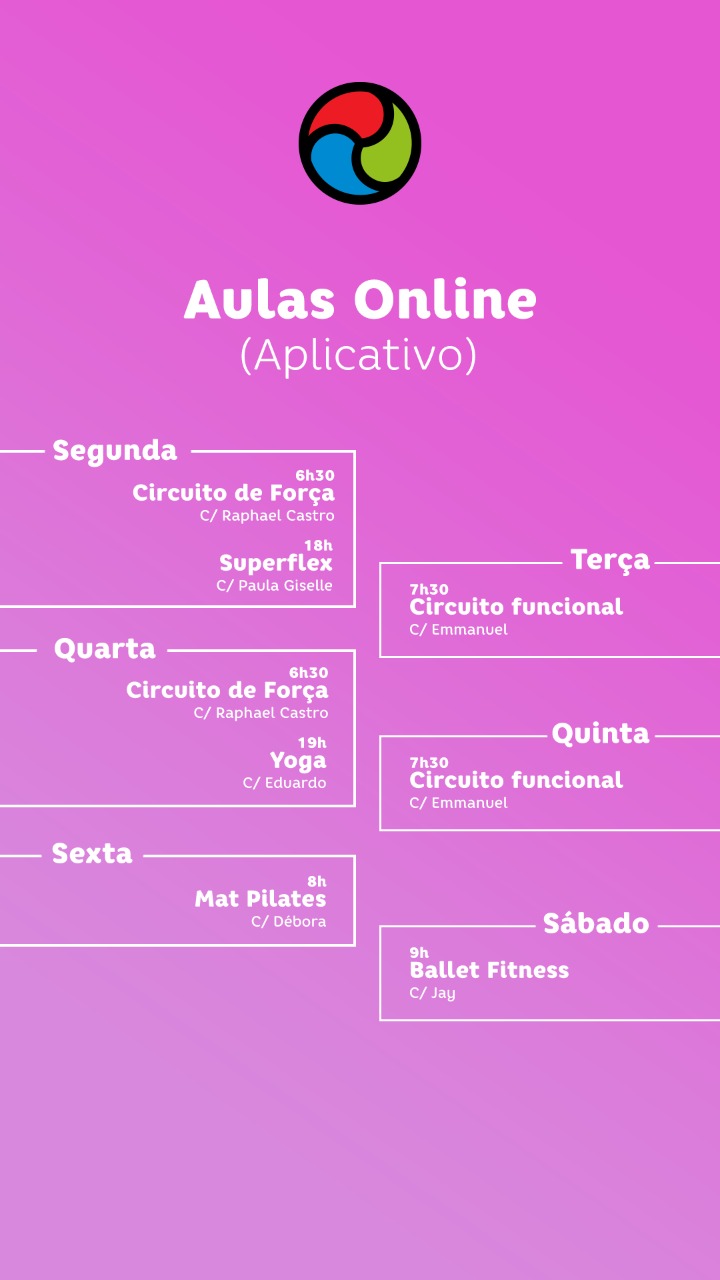 Aulas Online
(Aplicativo)
Segunda
6h30
Circuito de Força
C/ Raphael Castro
18h
Superflex
C/ Paula Giselle
Terça
7h30
Circuito funcional
C/ Emmanuel
Quarta
6h30
Circuito de Força
C/ Raphael Castro
19h
Yoga
C/ Eduardo
Quinta
7h30
Circuito funcional
C/ Emmanuel
Sexta
8h
Mat Pilates
C/ Débora
Sábado
9h
Ballet Fitness
C/ Jay